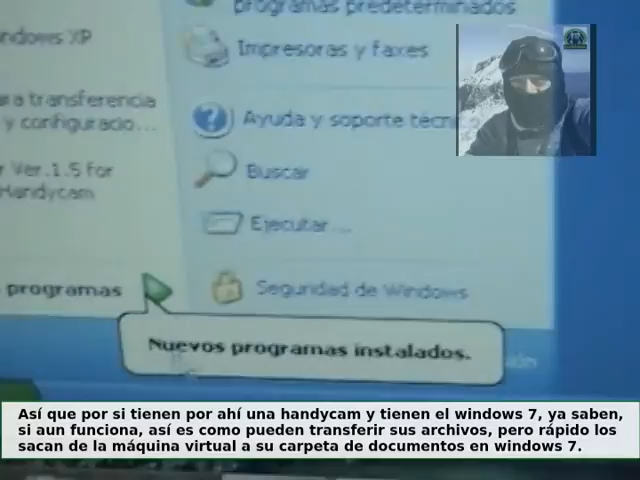 programas predeterminados
ndows XP
Impresoras y faxes
ara transferencia
y configuracio...
Ayuda y soporte técn
Ver.1.5 for
Handycam
Buscar
Ejecutar...
programas
Seguridad de Windows
Nuevos programas instalados.
ión
Así que por si tienen por ahí una handycam y tienen el windows 7, ya saben,
si aun funciona, así es como pueden transferir sus archivos, pero rápido los
sacan de la máquina virtual a su carpeta de documentos en windows 7.